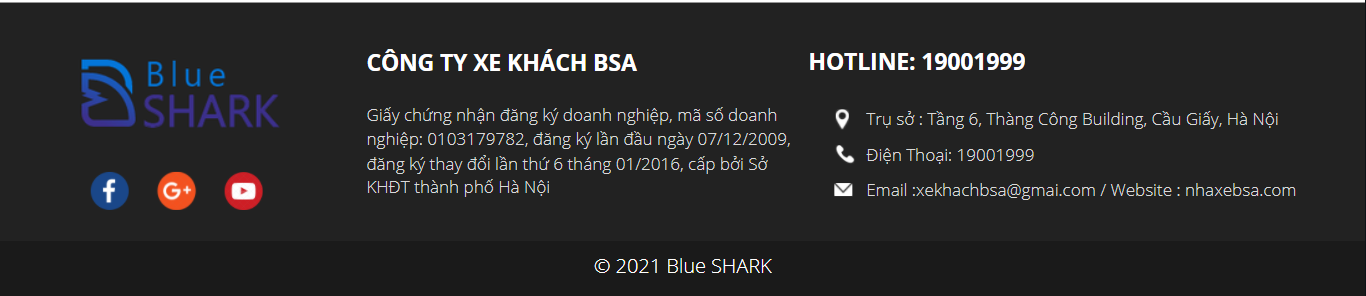 Blue
SHARK
CÔNG TY XE KHÁCH BSA
Giấy chứng nhận đăng ký doanh nghiệp, mã số doanh
nghiệp: 0103179782, đăng ký lần đầu ngày 07/12/2009,
đăng ký thay đổi lần thứ 6 tháng 01/2016, cấp bởi Sở
KHĐT thành phố Hà Nội
HOTLINE: 19001999
Trụ sở : Tầng 6, Thàng Công Building, Cầu Giấy, Hà Nội
Điện Thoại: 19001999
Email :xekhachbsa@gmai.com / Website : nhaxebsa.com
© 2021 Blue SHARK